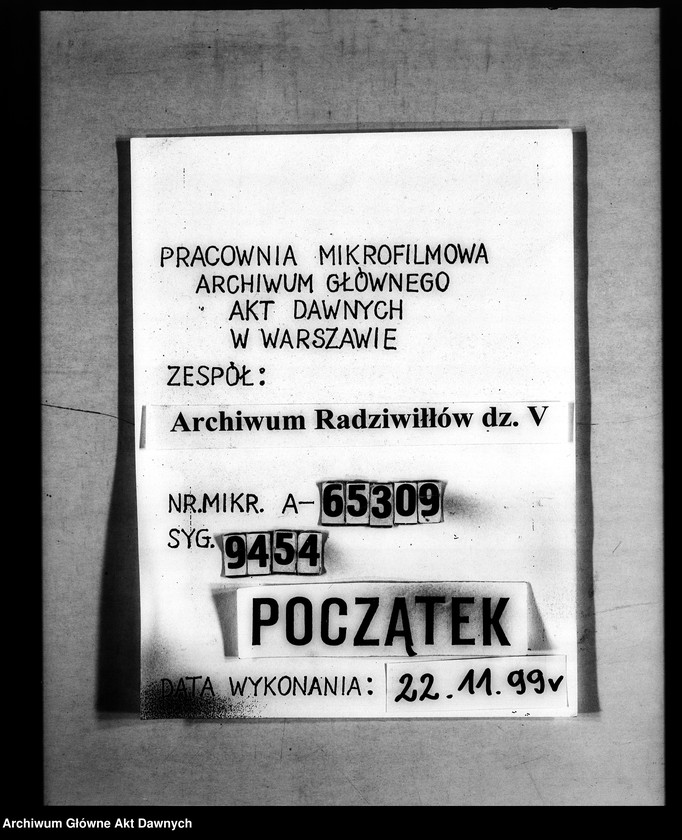 PRACOWNIA MIKROFILMOWA
ARCHIWUM GŁÓWNEGO
AKT DAWNYCH
W WARSZAWIE
ZESPÓŁ:
Archiwum Radziwiłłów dz. V
NR.MIKR. A-65309
SYG. 9454
POCZĄTEK
DATA WYKONANIA: 22.11.99r
Archiwum Główne Akt Dawnych